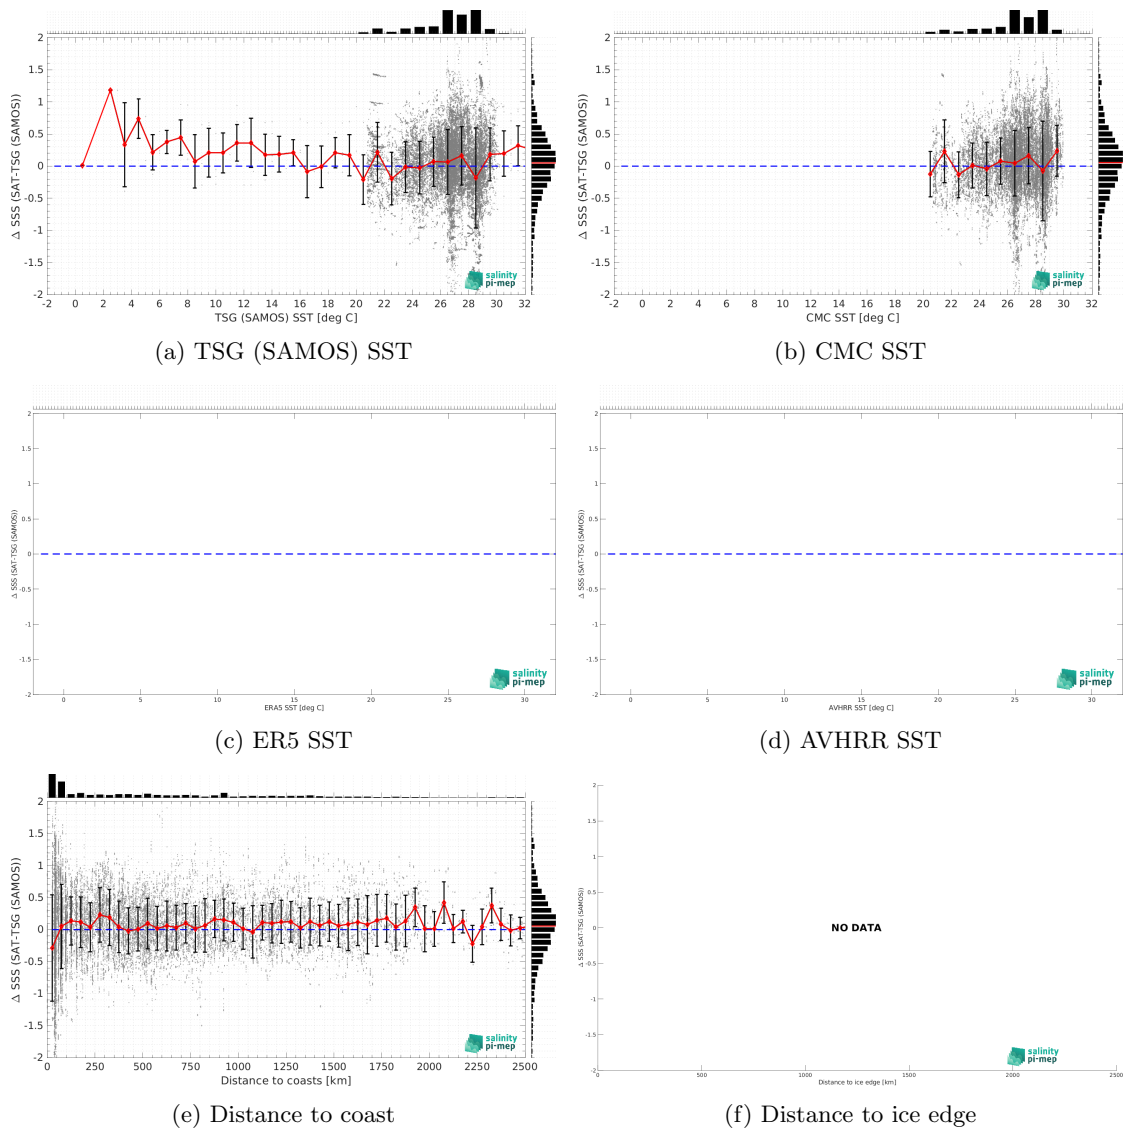 2
1.5
1
0.5
0
-0.5
-1
-1.5
-2
Δ SSS (SAT-TSG (SAMOS))
-2 0 2 4 6 8 10 12 14 16 18 20 22 24 26 28 30 32
TSG (SAMOS) SST [deg C]
salinity
pi-mep
(a) TSG (SAMOS) SST
2
1.5
1
0.5
0
-0.5
-1
-1.5
-2
Δ SSS (SAT-TSG (SAMOS))
-2 0 2 4 6 8 10 12 14 16 18 20 22 24 26 28 30 32
CMC SST [deg C]
salinity
pi-mep
(b) CMC SST
2
1.5
1
0.5
0
-0.5
-1
-1.5
-2
Δ SSS (SAT-TSG (SAMOS))
0 5 10 15 20 25 30
ERA5 SST [deg C]
salinity
pi-mep
(c) ER5 SST
2
1.5
1
0.5
0
-0.5
-1
-1.5
-2
Δ SSS (SAT-TSG (SAMOS))
0 5 10 15 20 25 30
AVHRR SST [deg C]
salinity
pi-mep
(d) AVHRR SST
2
1.5
1
0.5
0
-0.5
-1
-1.5
-2
Δ SSS (SAT-TSG (SAMOS))
0 250 500 750 1000 1250 1500 1750 2000 2250 2500
Distance to coasts [km]
salinity
pi-mep
(e) Distance to coast
2
1.5
1
0.5
0
-0.5
-1
-1.5
-2
Δ SSS (SAT-TSG (SAMOS))
NO DATA
0 500 1000 1500 2000 2500
Distance to ice edge [km]
salinity
pi-mep
(f) Distance to ice edge